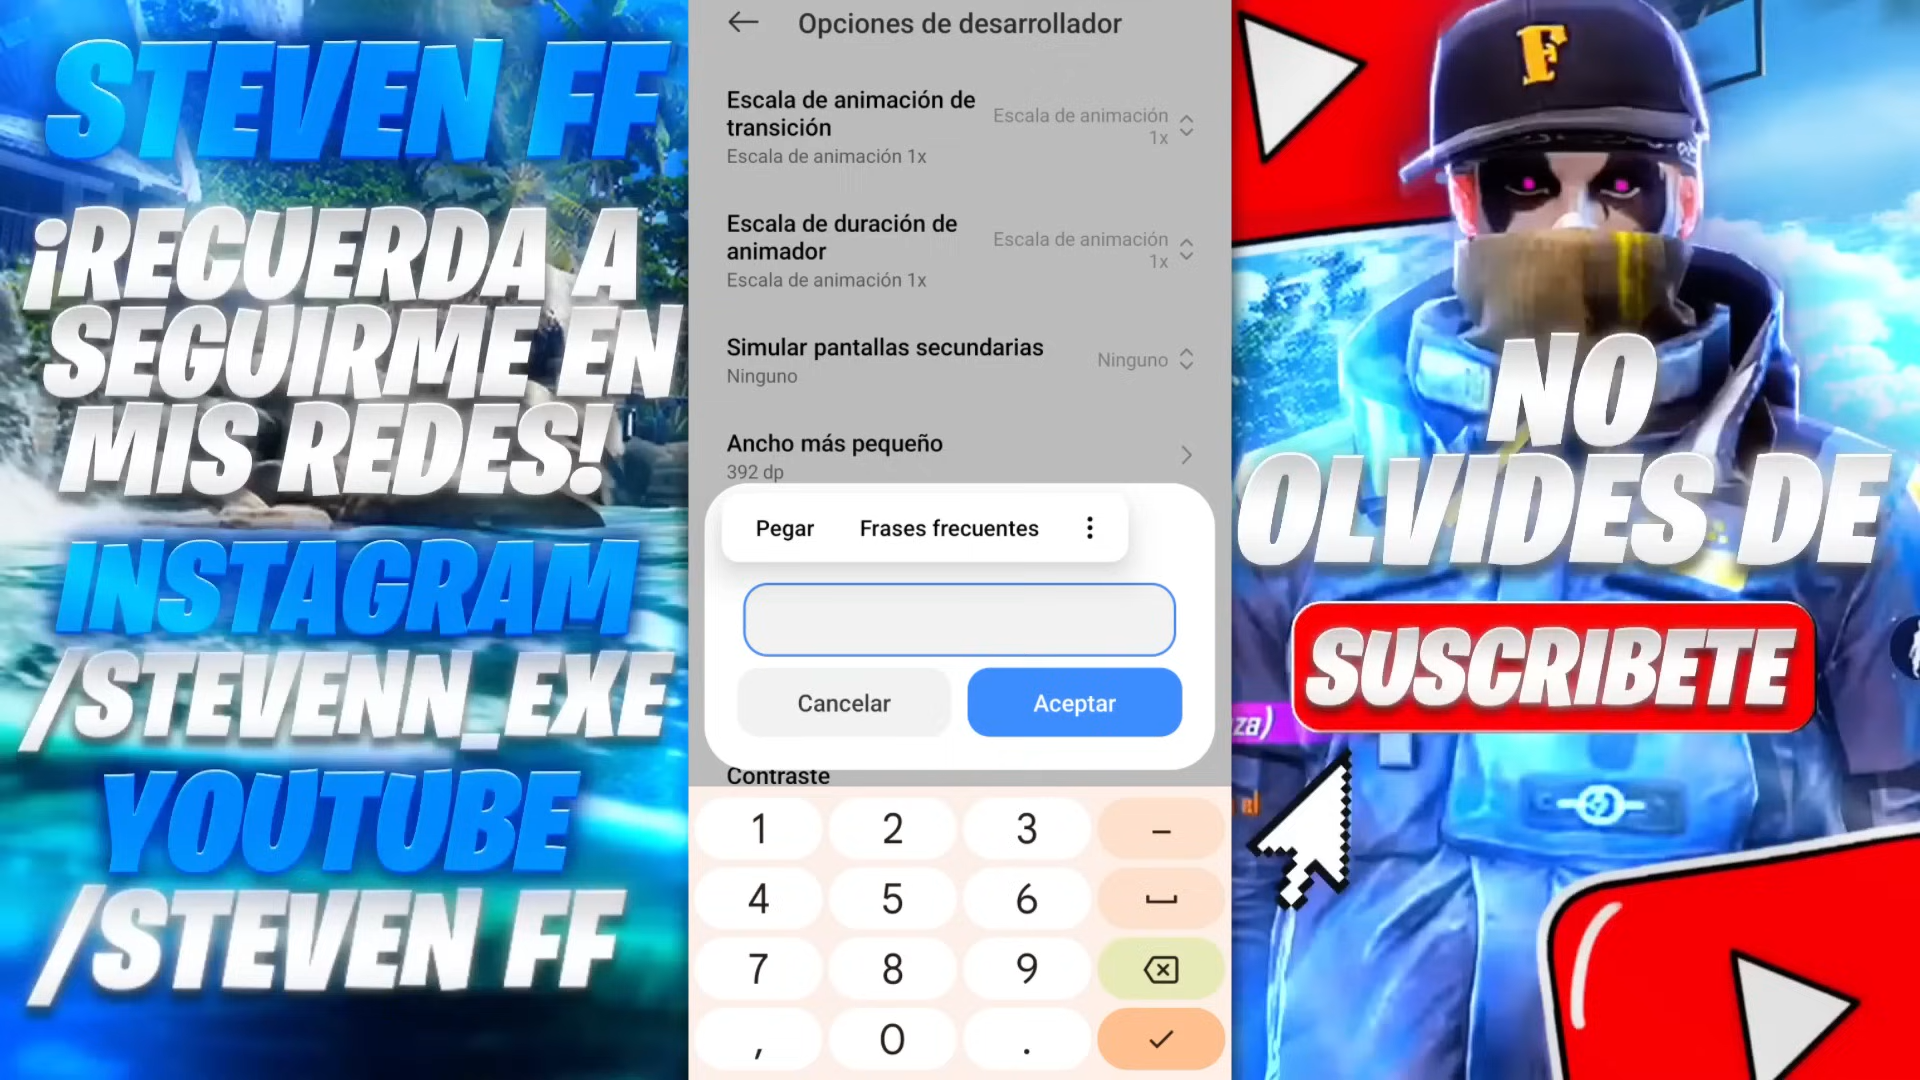 STEVEN FF
¡RECUERDA A
SEGUIRME EN
MIS REDES!
INSTAGRAM
/STEVENN_EXE
YOUTUBE
/STEVEN FF
Opciones de desarrollador
Escala de animación de
transición
Escala de animación 1x
Escala de animación
1x
Escala de duración de
animador
Escala de animación 1x
Escala de animación
1x
Simular pantallas secundarias
Ninguno
Ninguno
Ancho más pequeño
392 dp
Pegar Frases frecuentes
Cancelar Aceptar
Contraste
1 2 3 –
4 5 6
7 8 9
, 0 .
F
NO
OLVIDES DE
SUSCRIBETE
za)